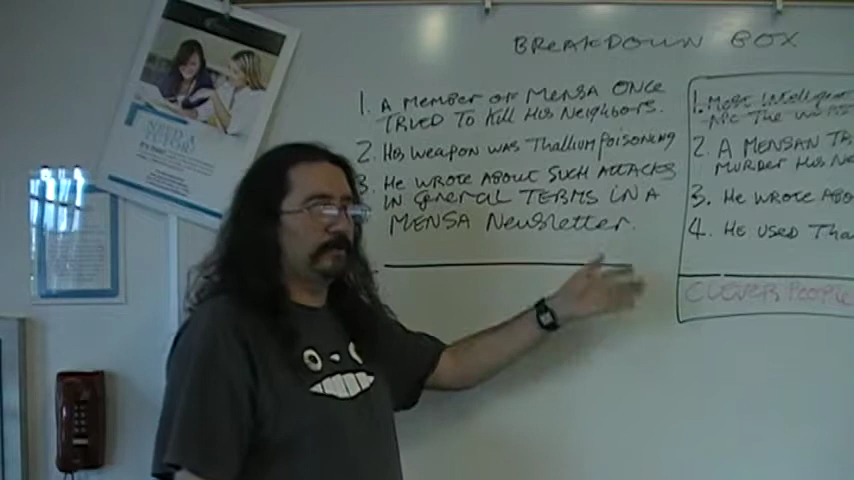 BREAKDOWN BOX
1. A MEMBER OF MENSA ONCE
TRIED TO KILL HIS NEIGHBORS.
2. HIS WEAPON WAS THALLIUM POISONING
3. HE WROTE ABOUT SUCH ATTACKS
IN GENERAL TERMS IN A
MENSA NEWSLETTER.
1. MOST INTELLIGENT
ARE THE
2. A MENSAN
MURDER HIS
3. HE WROTE
4. HE USED
CLEVER PEOPLE